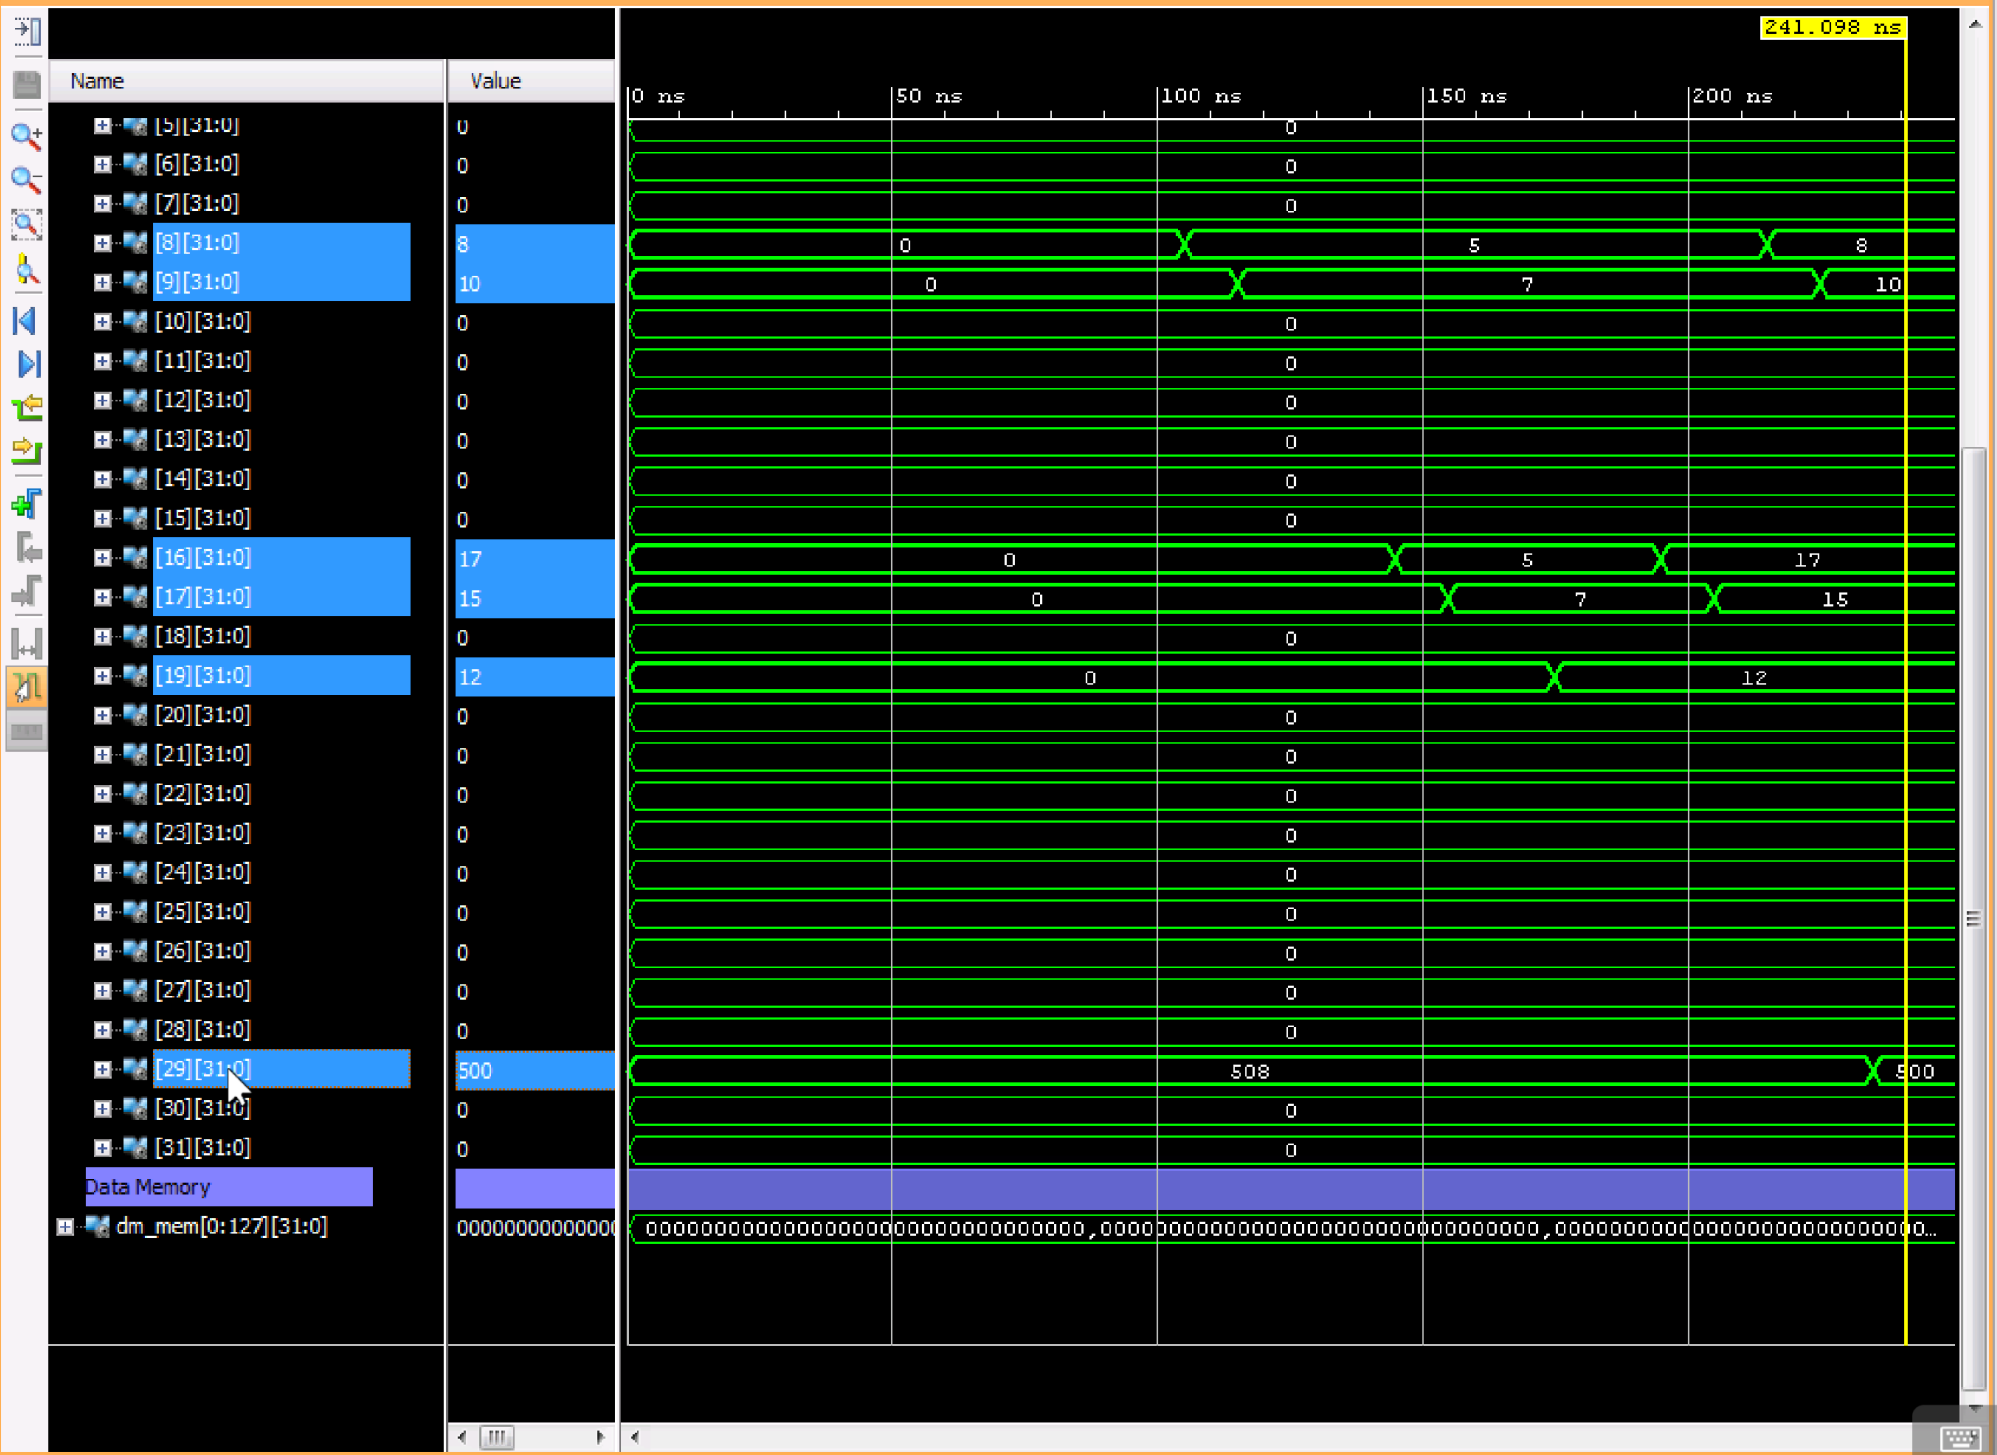 241.098 ns
Name Value
0 ns 50 ns 100 ns 150 ns 200 ns
[5][31:0] 0 0
[6][31:0] 0 0
[7][31:0] 0 0
[8][31:0] 8 0 5 8
[9][31:0] 10 0 7 10
[10][31:0] 0 0
[11][31:0] 0 0
[12][31:0] 0 0
[13][31:0] 0 0
[14][31:0] 0 0
[15][31:0] 0 0
[16][31:0] 17 0 5 17
[17][31:0] 15 0 7 15
[18][31:0] 0 0
[19][31:0] 12 0 12
[20][31:0] 0 0
[21][31:0] 0 0
[22][31:0] 0 0
[23][31:0] 0 0
[24][31:0] 0 0
[25][31:0] 0 0
[26][31:0] 0 0
[27][31:0] 0 0
[28][31:0] 0 0
[29][31:0] 500 508 500
[30][31:0] 0 0
[31][31:0] 0 0
Data Memory
dm_mem[0:127][31:0]